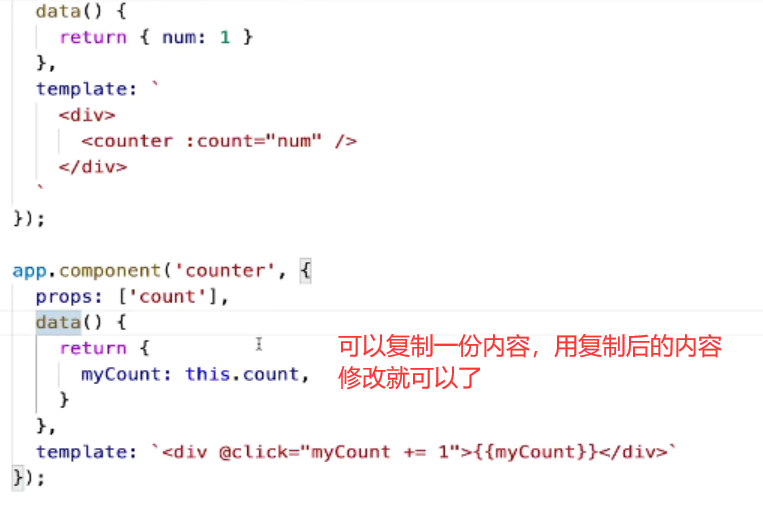 data() {
return { num: 1 }
},
template: `
<div>
<counter :count="num" />
</div>
`
});
app.component('counter', {
props: ['count'],
data() {
return {
myCount: this.count,
}
},
template: `<div @click="myCount += 1">{{myCount}}</div>`
});
可以复制一份内容，用复制后的内容
修改就可以了